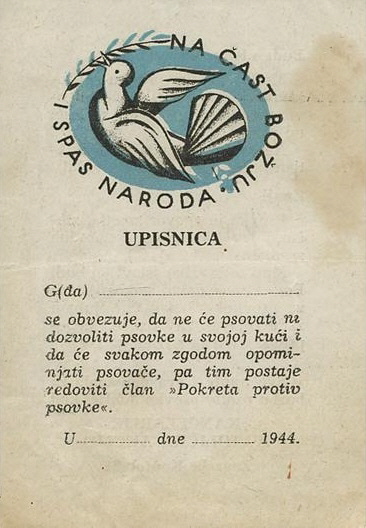 NA ČAST BOŽJU
I SPAS NARODA.
UPISNICA
G(đa)
se obvezuje, da ne će psovati ni
dozvoliti psovke u svojoj kući i
da će svakom zgodom opomi-
njati psovače, pa tim postaje
redoviti član »Pokreta protiv
psovke«.
U dne 1944.